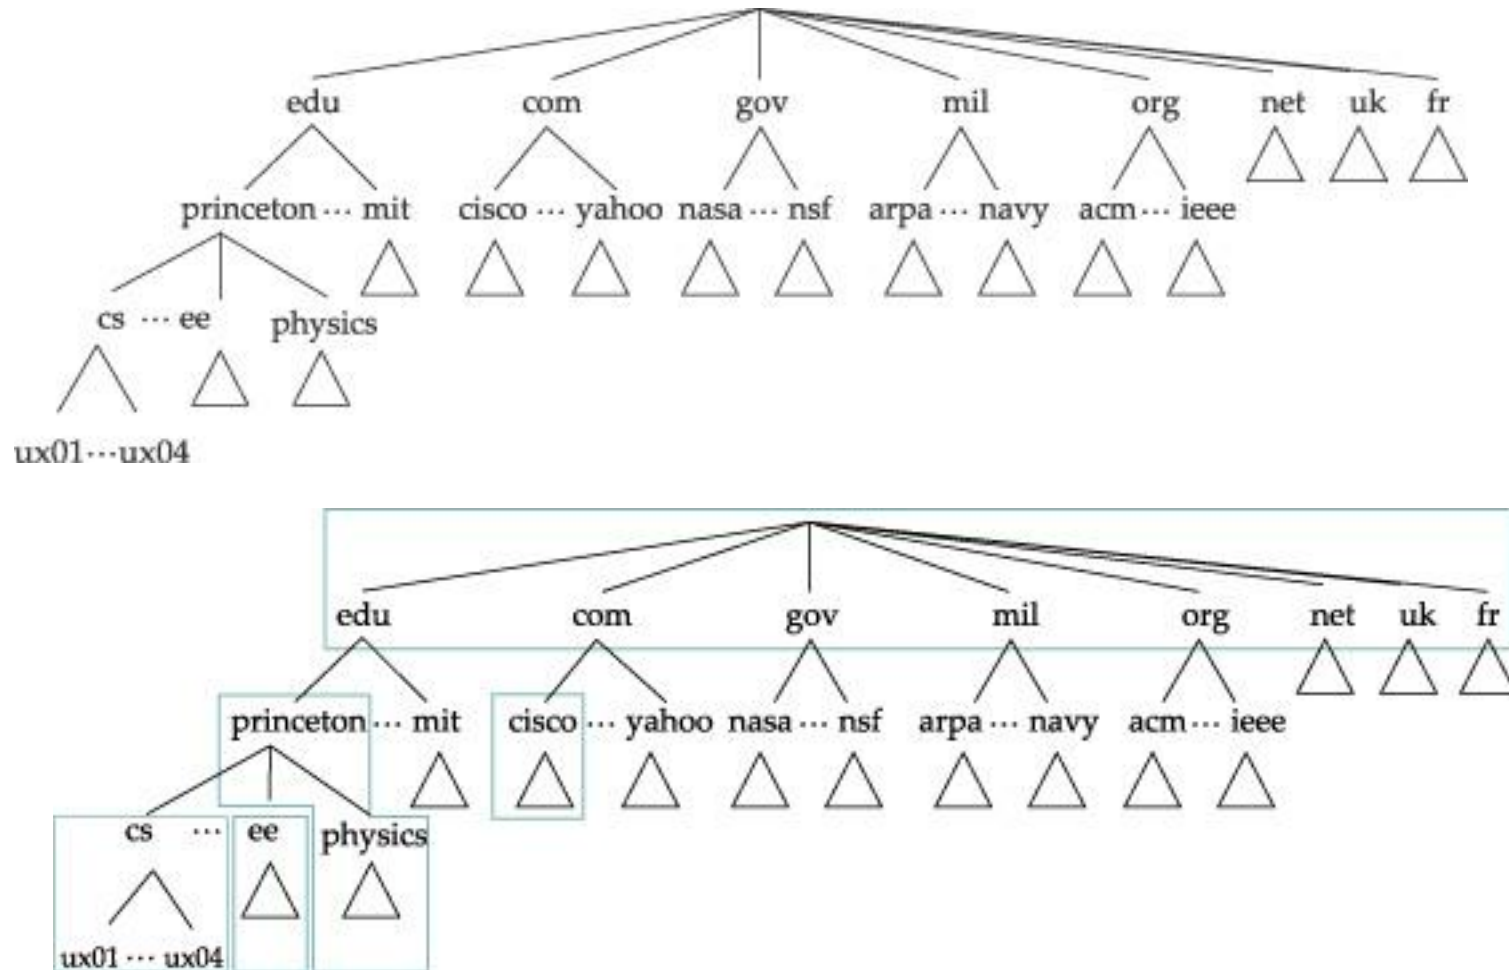 edu com gov mil org net uk fr
princeton ··· mit cisco ··· yahoo nasa ··· nsf arpa ··· navy acm ··· ieee
cs ··· ee physics
ux01 ··· ux04
edu com gov mil org net uk fr
princeton ··· mit cisco ··· yahoo nasa ··· nsf arpa ··· navy acm ··· ieee
cs ··· ee physics
ux01 ··· ux04